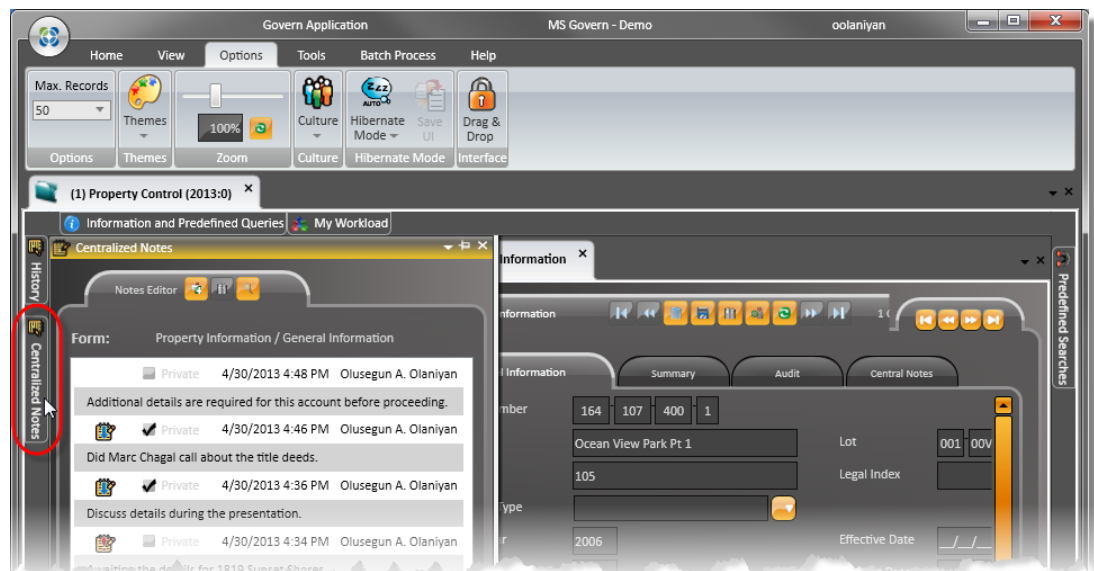 Govern Application MS Govern - Demo oolaniyan
Home View Options Tools Batch Process Help
Max. Records
50
Themes
100%
Culture
Hibernate Mode
AUTO
Save UI
Drag & Drop
Options Themes Zoom Culture Hibernate Mode Interface
(1) Property Control (2013:0)
Information and Predefined Queries My Workload
History
Centralized Notes
Centralized Notes
Notes Editor
Form: Property Information / General Information
Private 4/30/2013 4:48 PM Olusegun A. Olaniyan
Additional details are required for this account before proceeding.
Private 4/30/2013 4:46 PM Olusegun A. Olaniyan
Did Marc Chagal call about the title deeds.
Private 4/30/2013 4:36 PM Olusegun A. Olaniyan
Discuss details during the presentation.
Private 4/30/2013 4:34 PM Olusegun A. Olaniyan
Information
nformation
l Information Summary Audit Central Notes
mber 164 107 400 1
Ocean View Park Pt 1 Lot 001 00V
105 Legal Index
Type
r 2006 Effective Date _/_/__
Predefined Searches